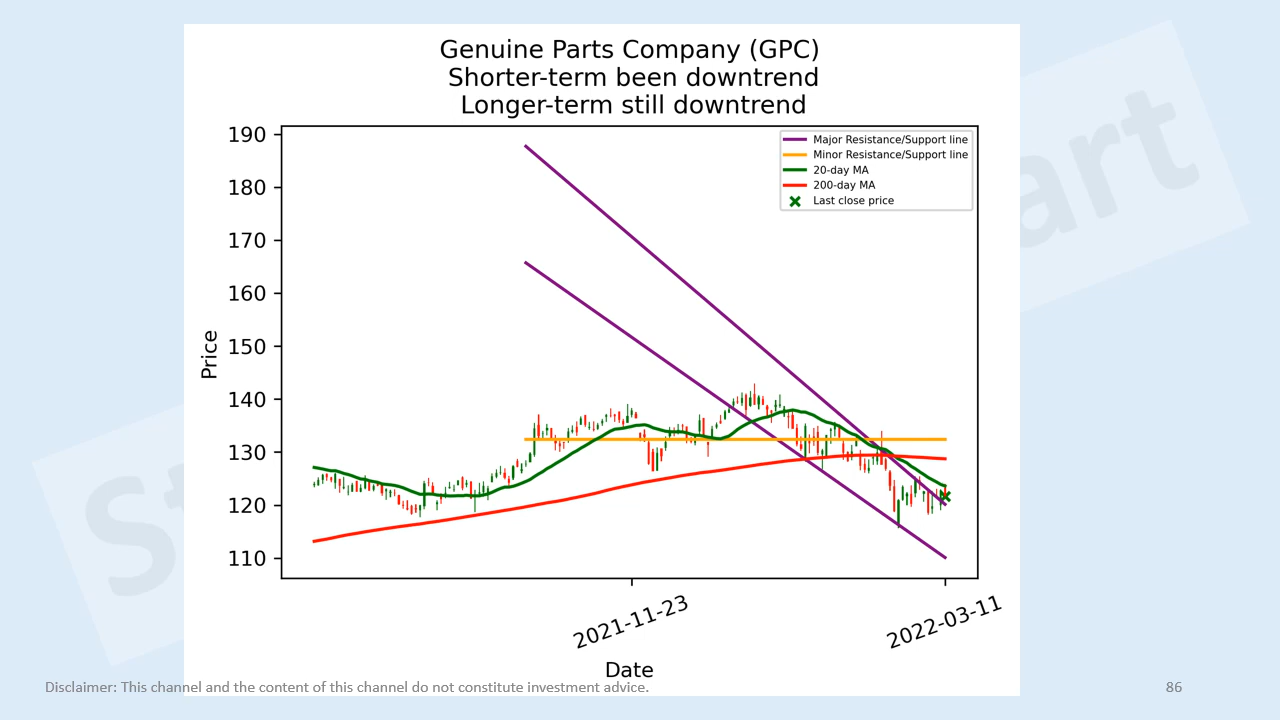 Genuine Parts Company (GPC)
Shorter-term been downtrend
Longer-term still downtrend
190
180
170
160
150
140
130
120
110
Price
Major Resistance/Support line
Minor Resistance/Support line
20-day MA
200-day MA
Last close price
2021-11-23
2022-03-11
Date
Disclaimer: This channel and the content of this channel do not constitute investment advice.
86